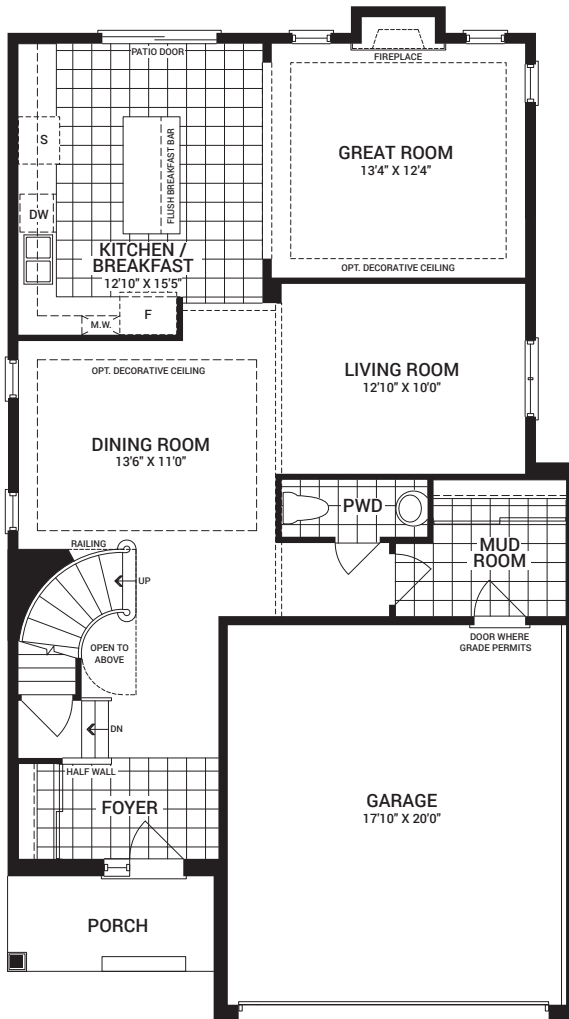 PATIO DOOR
FIREPLACE
S
FLUSH BREAKFAST BAR
GREAT ROOM
13'4" X 12'4"
DW
KITCHEN /
BREAKFAST
12'10" X 15'5"
OPT. DECORATIVE CEILING
F
M.W.
OPT. DECORATIVE CEILING
LIVING ROOM
12'10" X 10'0"
DINING ROOM
13'6" X 11'0"
PWD
RAILING
MUD
ROOM
UP
OPEN TO
ABOVE
DOOR WHERE
GRADE PERMITS
DN
HALF WALL
FOYER
GARAGE
17'10" X 20'0"
PORCH